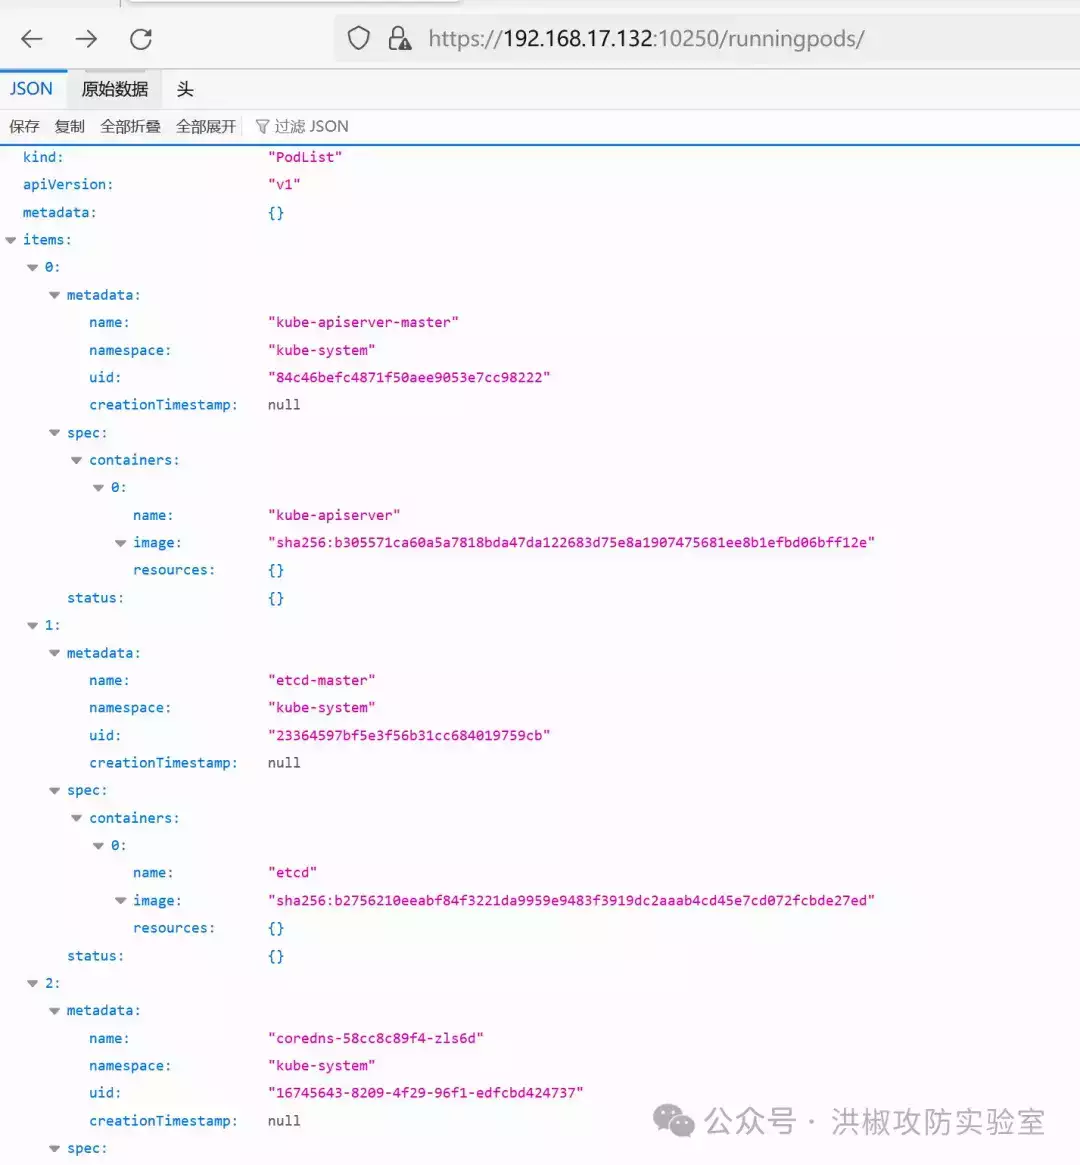 https://192.168.17.132:10250/runningpods/
JSON 原始数据 头
保存 复制 全部折叠 全部展开 过滤 JSON
kind: "PodList"
apiVersion: "v1"
metadata: {}
items:
0:
metadata:
name: "kube-apiserver-master"
namespace: "kube-system"
uid: "84c46befc4871f50aee9053e7cc98222"
creationTimestamp: null
spec:
containers:
0:
name: "kube-apiserver"
image: "sha256:b305571ca60a5a7818bda47da122683d75e8a1907475681ee8b1efbd06bff12e"
resources: {}
status: {}
1:
metadata:
name: "etcd-master"
namespace: "kube-system"
uid: "23364597bf5e3f56b31cc684019759cb"
creationTimestamp: null
spec:
containers:
0:
name: "etcd"
image: "sha256:b2756210eeabf84f3221da9959e9483f3919dc2aaab4cd45e7cd072fcbde27ed"
resources: {}
status: {}
2:
metadata:
name: "coredns-58cc8c89f4-zls6d"
namespace: "kube-system"
uid: "16745643-8209-4f29-96f1-edfcbd424737"
creationTimestamp: null
spec:
公众号 · 洪椒攻防实验室